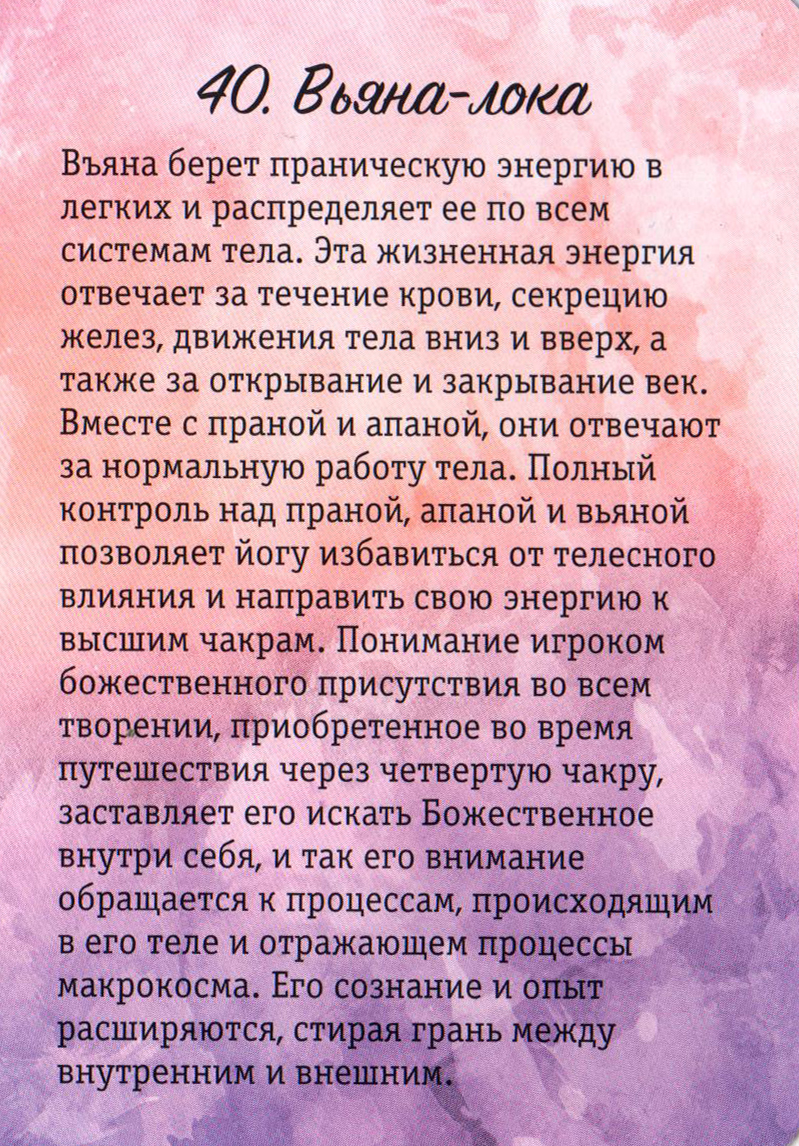 40. Вьяна-лока
Въяна берет праническую энергию в
легких и распределяет ее по всем
системам тела. Эта жизненная энергия
отвечает за течение крови, секрецию
желез, движения тела вниз и вверх, а
также за открывание и закрывание век.
Вместе с праной и апаной, они отвечают
за нормальную работу тела. Полный
контроль над праной, апаной и вьяной
позволяет йогу избавиться от телесного
влияния и направить свою энергию к
высшим чакрам. Понимание игроком
божественного присутствия во всем
творении, приобретенное во время
путешествия через четвертую чакру,
заставляет его искать Божественное
внутри себя, и так его внимание
обращается к процессам, происходящим
в его теле и отражающем процессы
макрокосма. Его сознание и опыт
расширяются, стирая грань между
внутренним и внешним.